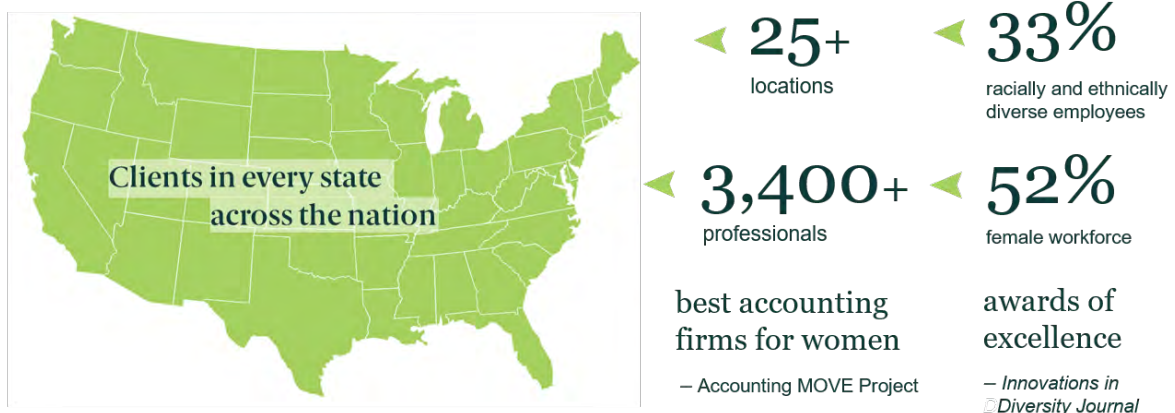 Clients in every state
across the nation
25+
locations
33%
racially and ethnically
diverse employees
3,400+
professionals
52%
female workforce
best accounting
firms for women
– Accounting MOVE Project
awards of
excellence
– Innovations in
DDiversity Journal